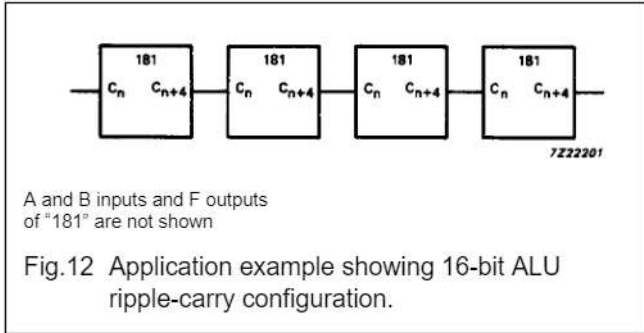 181 181 181 181
Cn Cn+4 Cn Cn+4 Cn Cn+4 Cn Cn+4
7Z22201
A and B inputs and F outputs
of "181" are not shown
Fig.12 Application example showing 16-bit ALU
ripple-carry configuration.